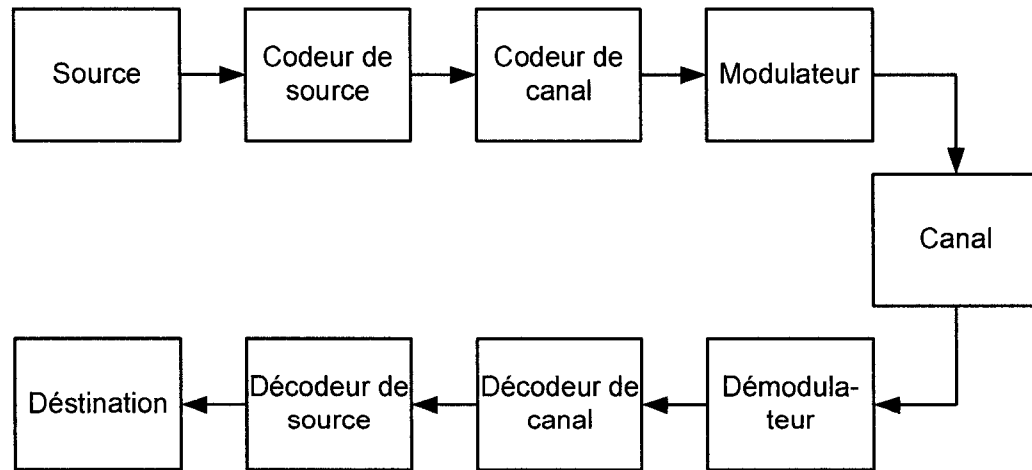 Source
Codeur de
source
Codeur de
canal
Modulateur
Canal
Déstination
Décodeur de
source
Décodeur de
canal
Démodula-
teur